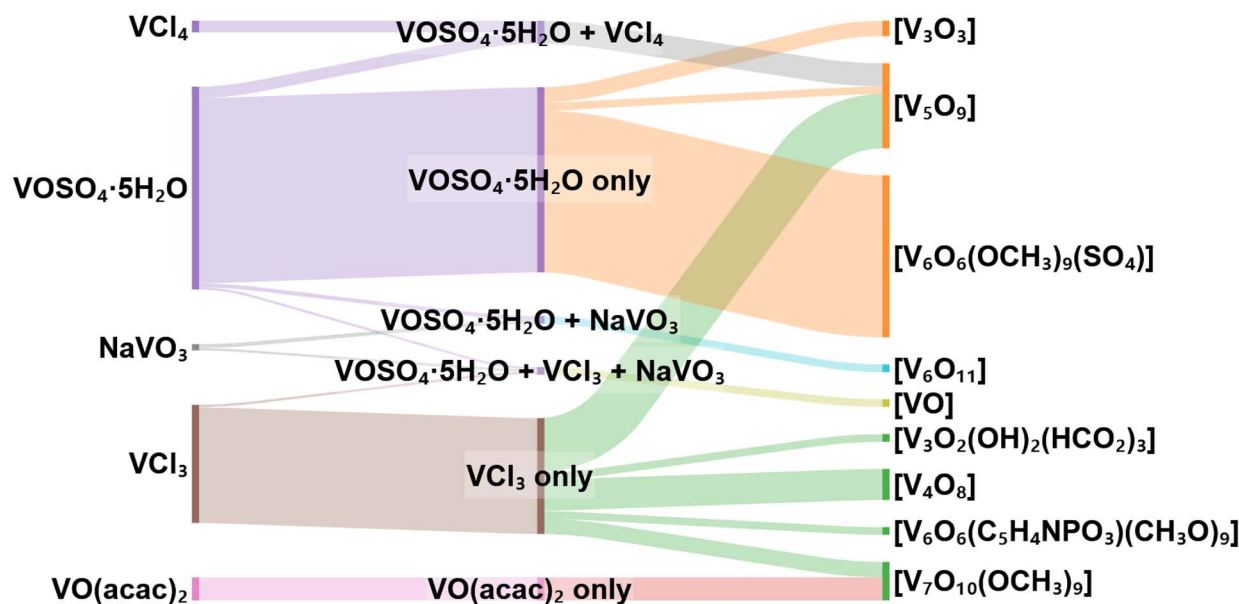 VCl₄
VOSO₄·5H₂O
NaVO₃
VCl₃
VO(acac)₂
VOSO₄·5H₂O + VCl₄
VOSO₄·5H₂O only
VOSO₄·5H₂O + NaVO₃
VOSO₄·5H₂O + VCl₃ + NaVO₃
VCl₃ only
VO(acac)₂ only
[V₃O₃]
[V₅O₉]
[V₆O₆(OCH₃)₉(SO₄)]
[V₆O₁₁]
[VO]
[V₃O₂(OH)₂(HCO₂)₃]
[V₄O₈]
[V₆O₆(C₅H₄NPO₃)(CH₃O)₉]
[V₇O₁₀(OCH₃)₉]